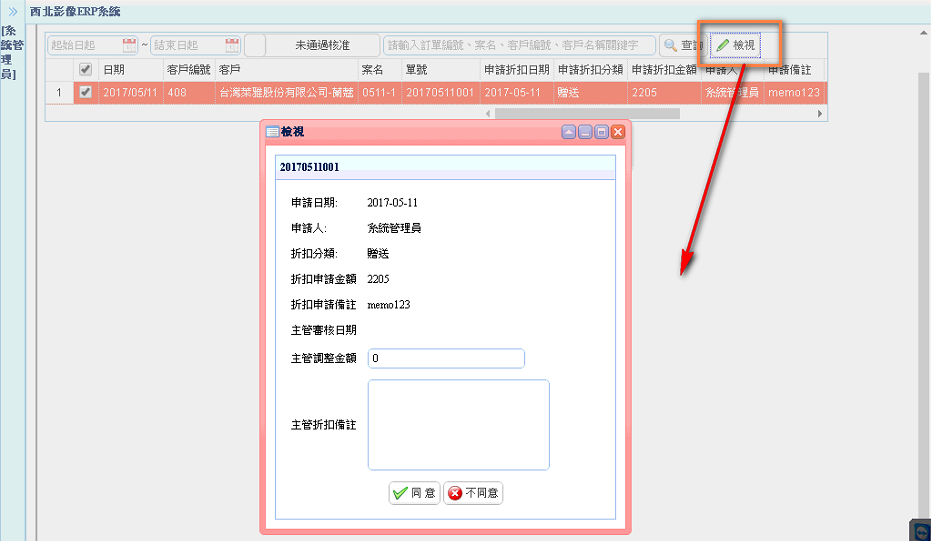 西北影像ERP系統
[系統管理員]
起始日起 ~ 結束日起 未通過核准 請輸入訂單編號、案名、客戶編號、客戶名稱關鍵字 查詢 檢視
日期 客戶編號 客戶 案名 單號 申請折扣日期 申請折扣分類 申請折扣金額 申請人 申請備註
1 2017/05/11 408 台灣萊雅股份有限公司-蘭蔻 0511-1 20170511001 2017-05-11 贈送 2205 系統管理員 memo123
檢視
20170511001
申請日期: 2017-05-11
申請人: 系統管理員
折扣分類: 贈送
折扣申請金額 2205
折扣申請備註 memo123
主管審核日期
主管調整金額 0
主管折扣備註
同意 不同意